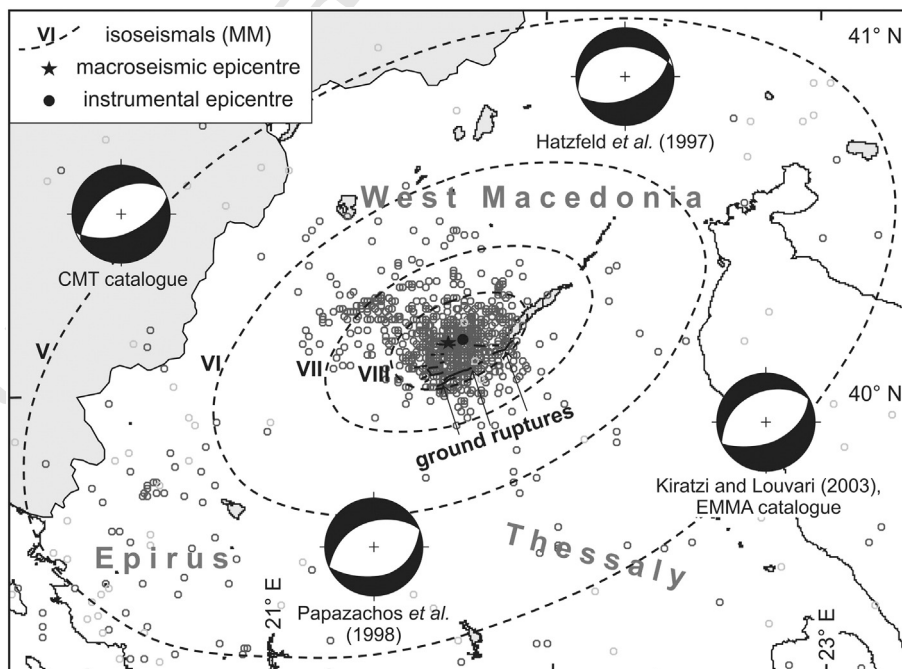 VI isoseismals (MM)
macroseismic epicentre
instrumental epicentre
41° N
Hatzfeld et al. (1997)
West Macedonia
CMT catalogue
V
VI
VII
VIII
40° N
ground ruptures
Kiratzi and Louvari (2003),
EMMA catalogue
Epirus
Thessaly
21° E
Papazachos et al.
(1998)
23° E